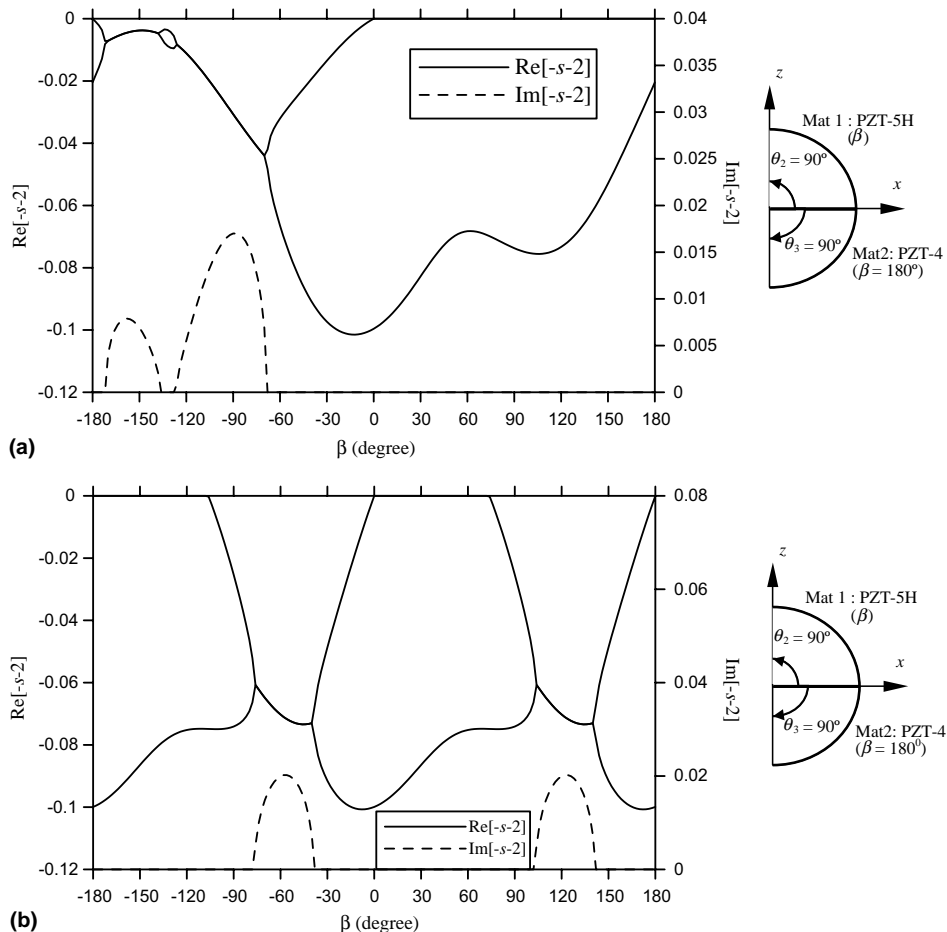 0
-0.02
-0.04
-0.06
-0.08
-0.1
-0.12
Re[-s-2]
Re[-s-2]
Im[-s-2]
0.04
0.035
0.03
0.025
0.02
0.015
0.01
0.005
0
Im[-s-2]
-180 -150 -120 -90 -60 -30 0 30 60 90 120 150 180
(a)
β (degree)
z
Mat 1 : PZT-5H
(β)
θ2 = 90º
x
θ3 = 90º
Mat2: PZT-4
(β = 180º)
0
-0.02
-0.04
-0.06
-0.08
-0.1
-0.12
Re[-s-2]
Re[-s-2]
Im[-s-2]
0.08
0.06
0.04
0.02
0
Im[-s-2]
-180 -150 -120 -90 -60 -30 0 30 60 90 120 150 180
(b)
β (degree)
z
Mat 1 : PZT-5H
(β)
θ2 = 90º
x
θ3 = 90º
Mat2: PZT-4
(β = 180⁰)